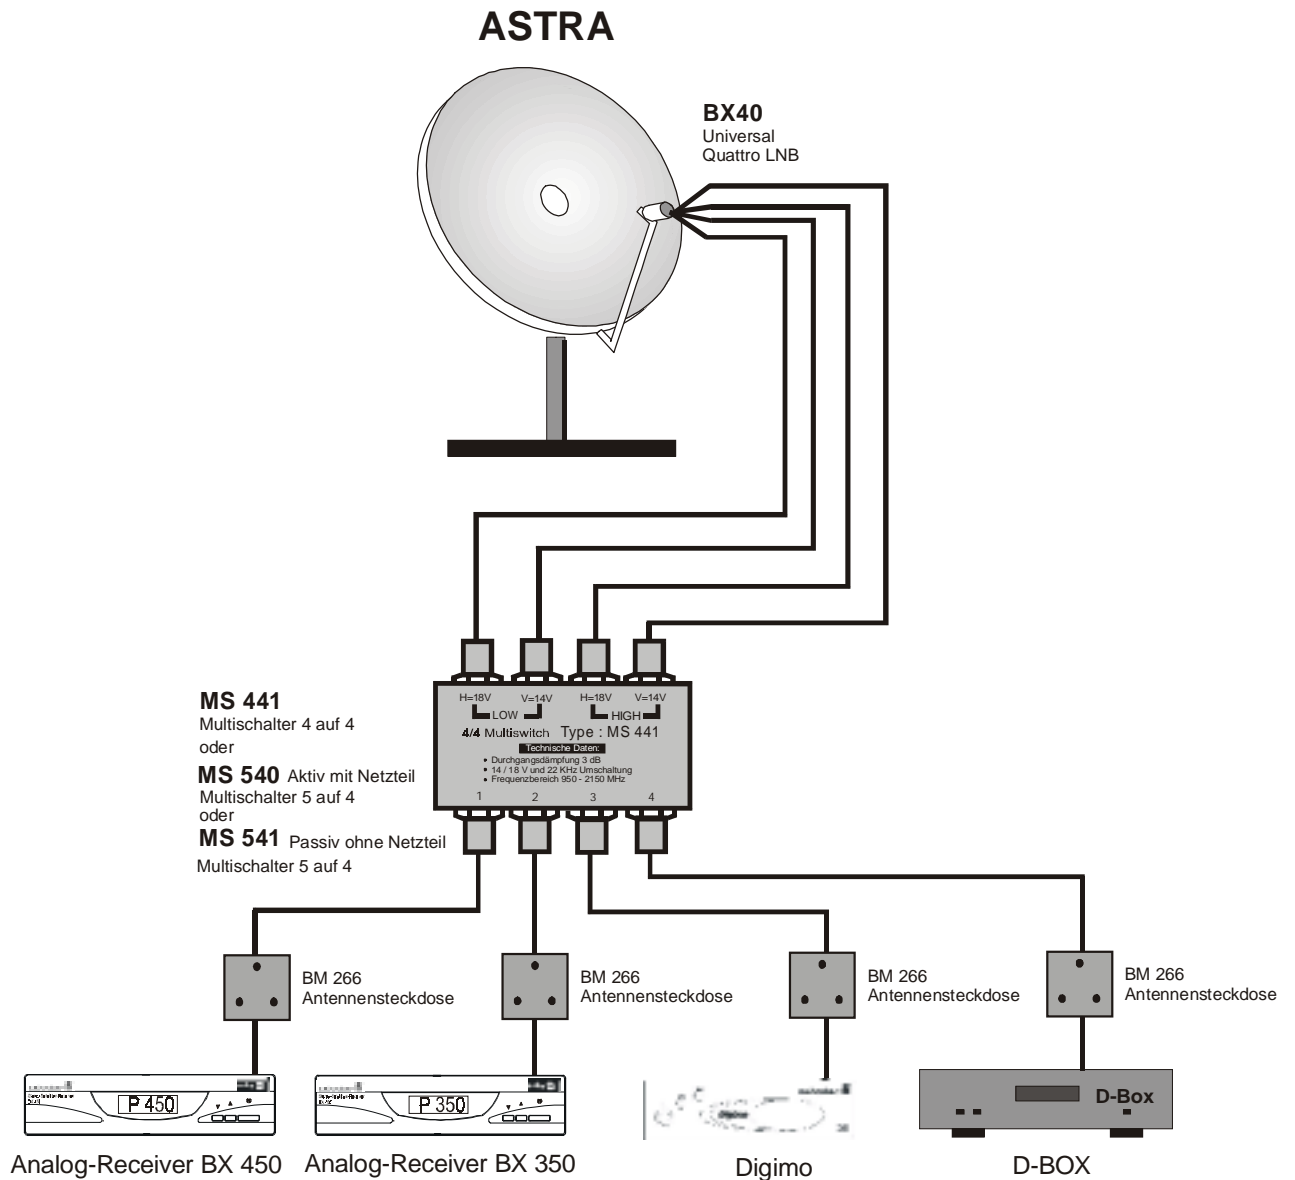 ASTRA
BX40
Universal
Quattro LNB
MS 441
Multischalter 4 auf 4
oder
MS 540 Aktiv mit Netzteil
Multischalter 5 auf 4
oder
MS 541 Passiv ohne Netzteil
Multischalter 5 auf 4
H=18V V=14V H=18V V=14V
LOW HIGH
4/4 Multiswitch Type : MS 441
Technische Daten:
• Durchgangsdämpfung 3 dB
• 14 / 18 V und 22 KHz Umschaltung
• Frequenzbereich 950 - 2150 MHz
1 2 3 4
BM 266
Antennensteckdose
BM 266
Antennensteckdose
BM 266
Antennensteckdose
BM 266
Antennensteckdose
P 450
P 350
D-Box
Analog-Receiver BX 450
Analog-Receiver BX 350
Digimo
D-BOX